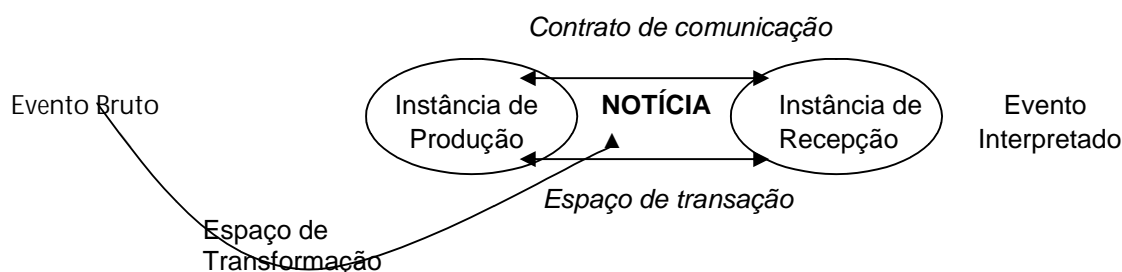 Contrato de comunicação
Evento Bruto
Instância de
Produção
NOTÍCIA
Instância de
Recepção
Evento
Interpretado
Espaço de transação
Espaço de
Transformação